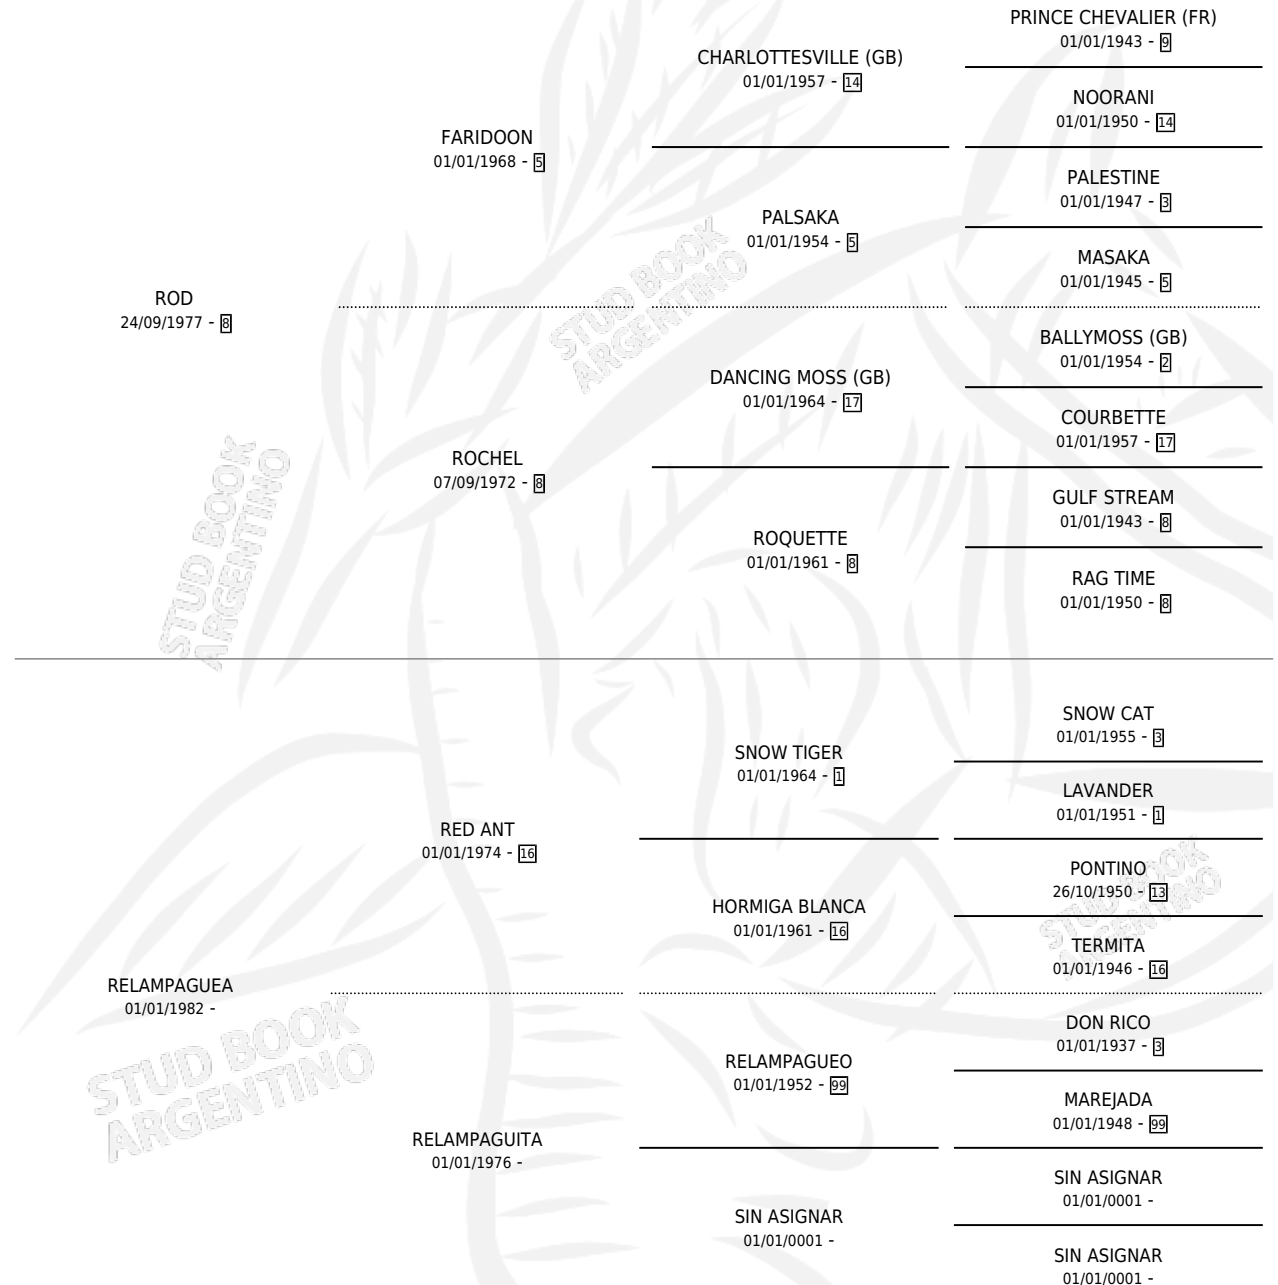 PRINCE CHEVALIER (FR)
01/01/1943 - 9
CHARLOTTESVILLE (GB)
01/01/1957 - 14
NOORANI
01/01/1950 - 14
FARIDOON
01/01/1968 - 5
PALESTINE
01/01/1947 - 3
PALSAKA
01/01/1954 - 5
MASAKA
01/01/1945 - 5
ROD
24/09/1977 - 8
BALLYMOSS (GB)
01/01/1954 - 2
DANCING MOSS (GB)
01/01/1964 - 17
COURBETTE
01/01/1957 - 17
ROCHEL
07/09/1972 - 8
GULF STREAM
01/01/1943 - 8
ROQUETTE
01/01/1961 - 8
RAG TIME
01/01/1950 - 8
SNOW CAT
01/01/1955 - 3
SNOW TIGER
01/01/1964 - 1
LAVANDER
01/01/1951 - 1
RED ANT
01/01/1974 - 16
PONTINO
26/10/1950 - 13
HORMIGA BLANCA
01/01/1961 - 16
TERMITA
01/01/1946 - 16
RELAMPAGUEA
01/01/1982 -
DON RICO
01/01/1937 - 3
RELAMPAGUEO
01/01/1952 - 99
MAREJADA
01/01/1948 - 99
RELAMPAGUITA
01/01/1976 -
SIN ASIGNAR
01/01/0001 -
SIN ASIGNAR
01/01/0001 -
SIN ASIGNAR
01/01/0001 -
STUD BOOK
ARGENTINO
STUD BOOK
ARGENTINO
STUD BOOK
ARGENTINO
STUD BOOK
ARGENTINO